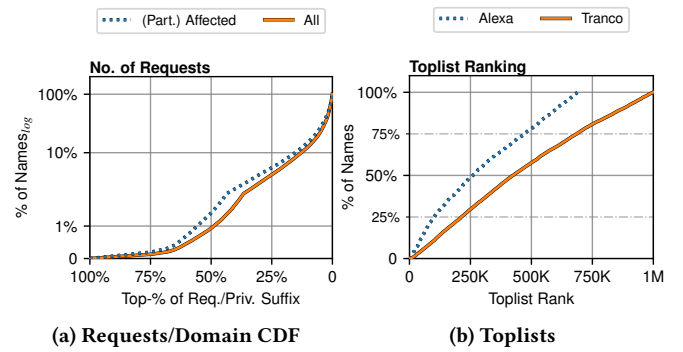 (Part.) Affected All
No. of Requests
100%
10%
1%
0
% of Names_log
100% 75% 50% 25% 0
Top-% of Req./Priv. Suffix
(a) Requests/Domain CDF
Alexa Tranco
Toplist Ranking
100%
75%
50%
25%
0
% of Names
0 250K 500K 750K 1M
Toplist Rank
(b) Toplists